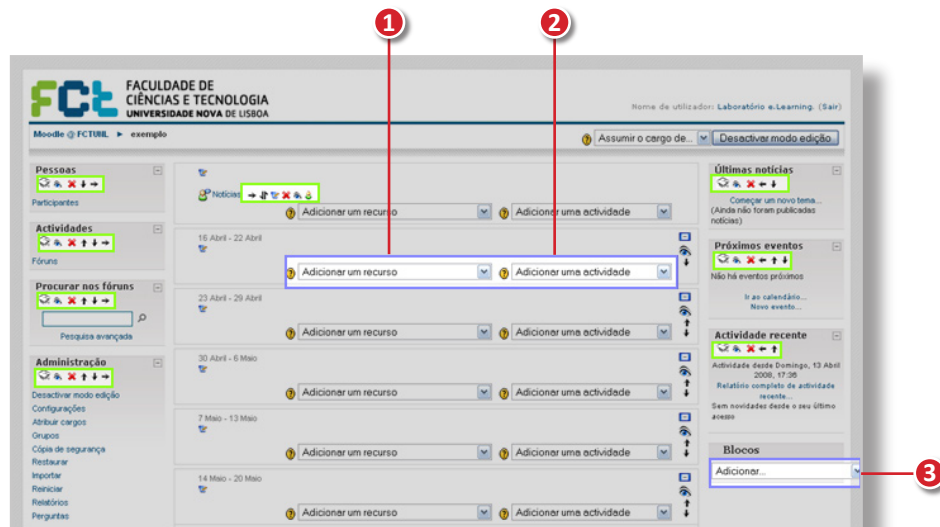 1
2
FCT
FACULDADE DE
CIÊNCIAS E TECNOLOGIA
UNIVERSIDADE NOVA DE LISBOA
Nome de utilizador: Laboratório e.Learning. (Sair)
Moodle @ FCTUNL ► exemplo
Assumir o cargo de...
Desactivar modo edição
Pessoas
Participantes
Actividades
Fóruns
Procurar nos fóruns
Pesquisa avançada
Administração
Desactivar modo edição
Configurações
Atribuir cargos
Grupos
Cópia de segurança
Restaurar
Importar
Reiniciar
Relatórios
Perguntas
Notícias
Adicionar um recurso
Adicionar uma actividade
16 Abril - 22 Abril
Adicionar um recurso
Adicionar uma actividade
23 Abril - 29 Abril
Adicionar um recurso
Adicionar uma actividade
30 Abril - 6 Maio
Adicionar um recurso
Adicionar uma actividade
7 Maio - 13 Maio
Adicionar um recurso
Adicionar uma actividade
14 Maio - 20 Maio
Adicionar um recurso
Adicionar uma actividade
Últimas notícias
Começar um novo tema...
(Ainda não foram publicadas
notícias)
Próximos eventos
Não há eventos próximos
Ir ao calendário...
Novo evento...
Actividade recente
Actividade desde Domingo, 13 Abril
2008, 17:36
Relatório completo de actividade
recente...
Sem novidades desde o seu último
acesso
Blocos
Adicionar...
3